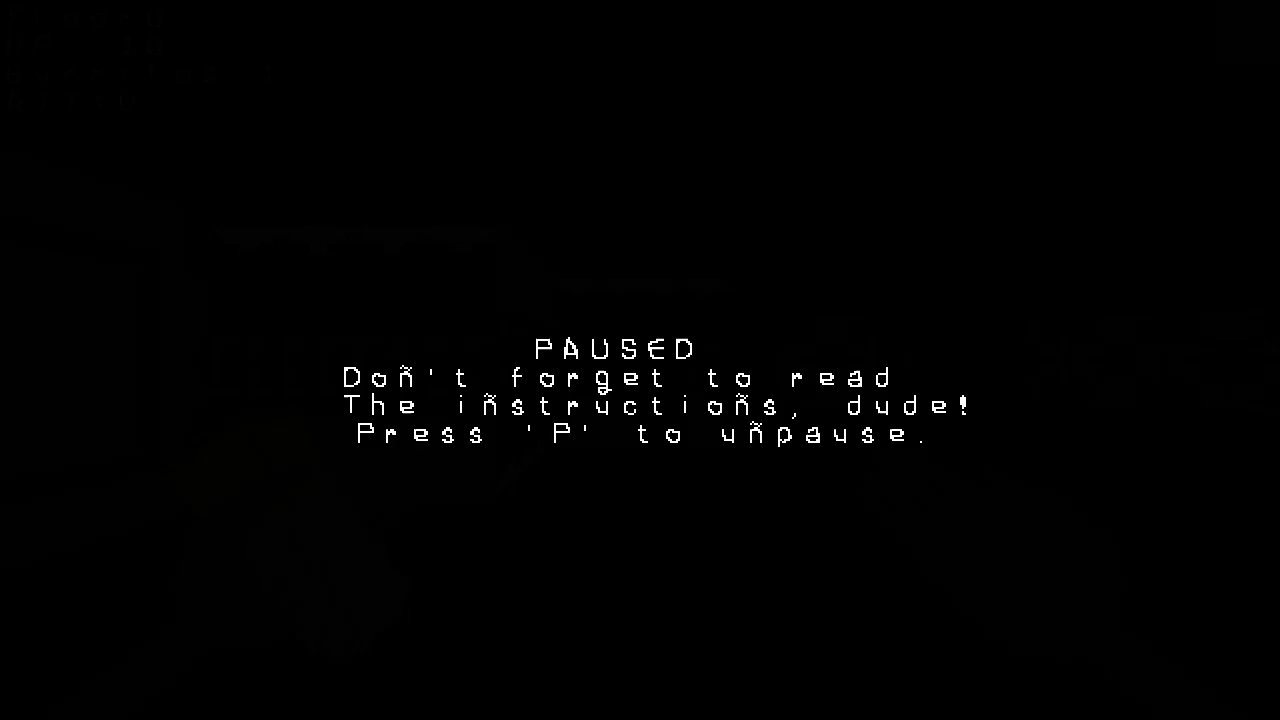 PAUSED
Doñ't forget to read
The iñstructioñs, dude!
Press 'P' to uñpause.